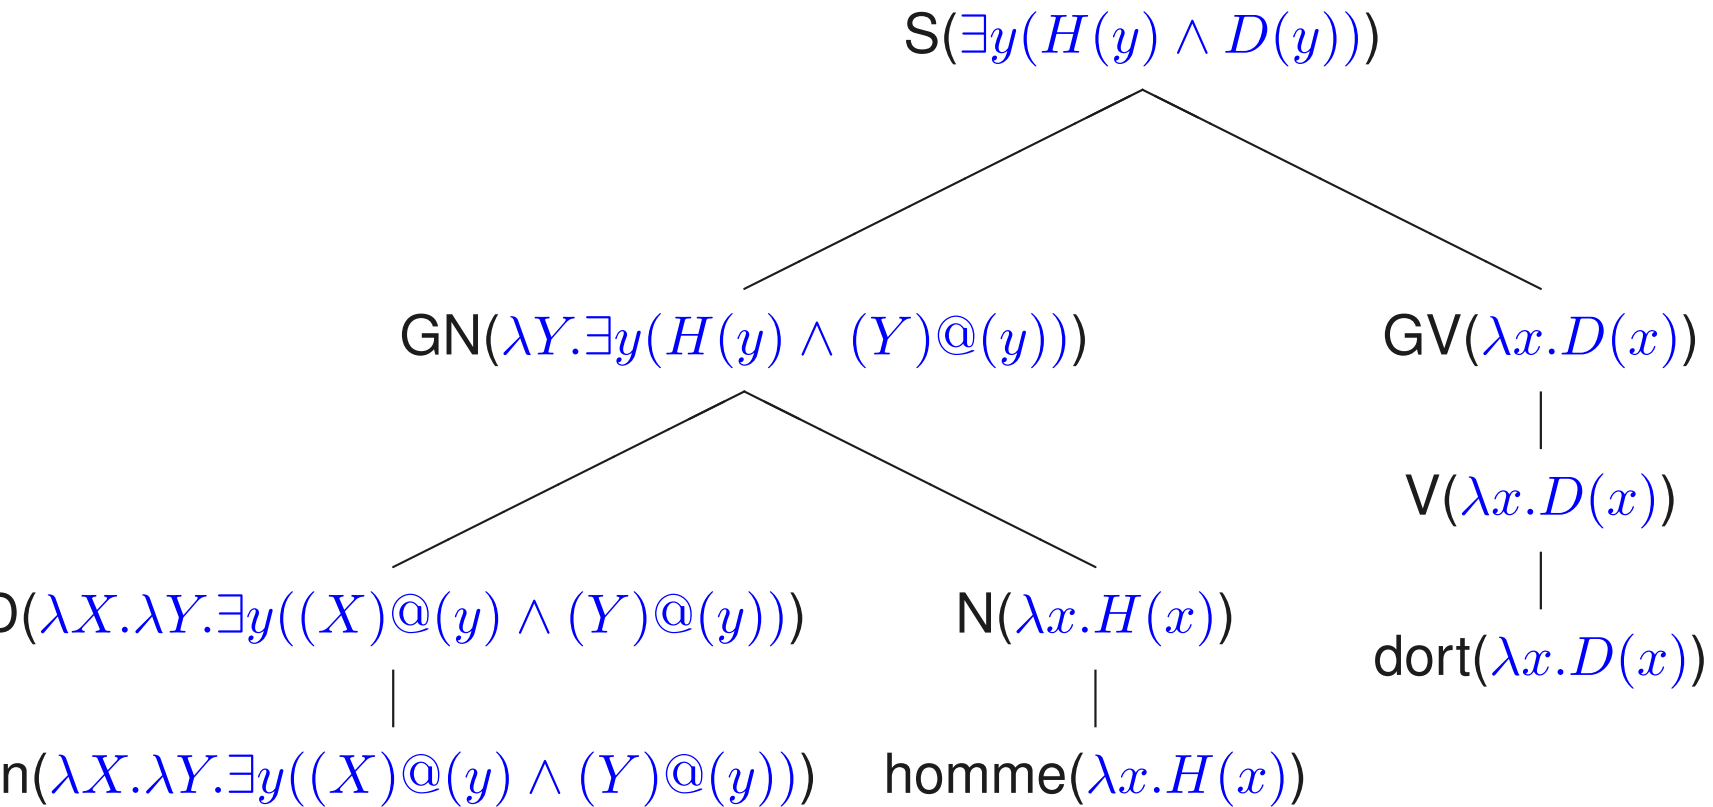 S(∃y(H(y) ∧ D(y)))
GN(λY.∃y(H(y) ∧ (Y)@(y))) GV(λx.D(x))
V(λx.D(x))
D(λX.λY.∃y((X)@(y) ∧ (Y)@(y))) N(λx.H(x))
dort(λx.D(x))
n(λX.λY.∃y((X)@(y) ∧ (Y)@(y))) homme(λx.H(x))